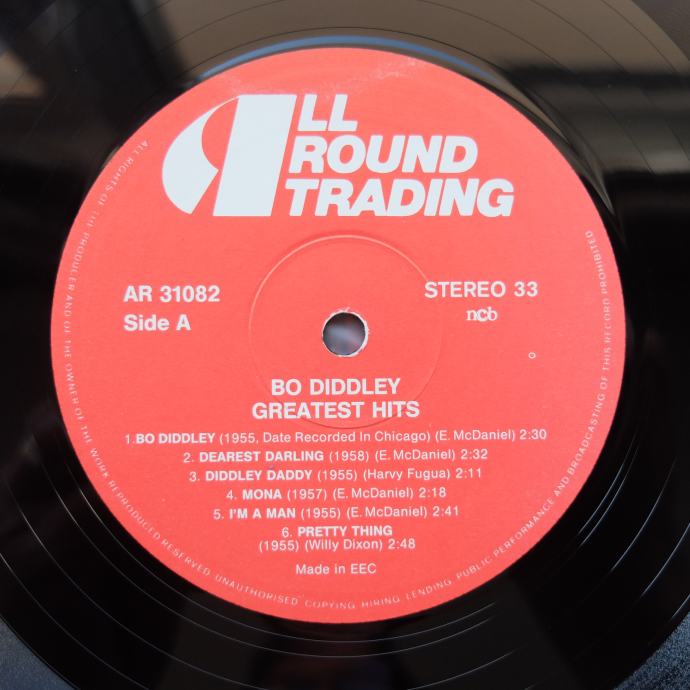 ALL
ROUND
TRADING
AR 31082
Side A
STEREO 33
ncb
BO DIDDLEY
GREATEST HITS
1.BO DIDDLEY (1955, Date Recorded In Chicago) (E. McDaniel) 2:30
2. DEAREST DARLING (1958) (E. McDaniel) 2:32
3. DIDDLEY DADDY (1955) (Harvy Fugua) 2:11
4. MONA (1957) (E. McDaniel) 2:18
5. I'M A MAN (1955) (E. McDaniel) 2:41
6. PRETTY THING
(1955) (Willy Dixon) 2:48
Made in EEC
ALL RIGHTS OF THE PRODUCER AND OF THE OWNER OF THE WORK REPRODUCED RESERVED UNAUTHORISED COPYING HIRING LENDING PUBLIC PERFORMANCE AND BROADCASTING OF THIS RECORD PROHIBITED